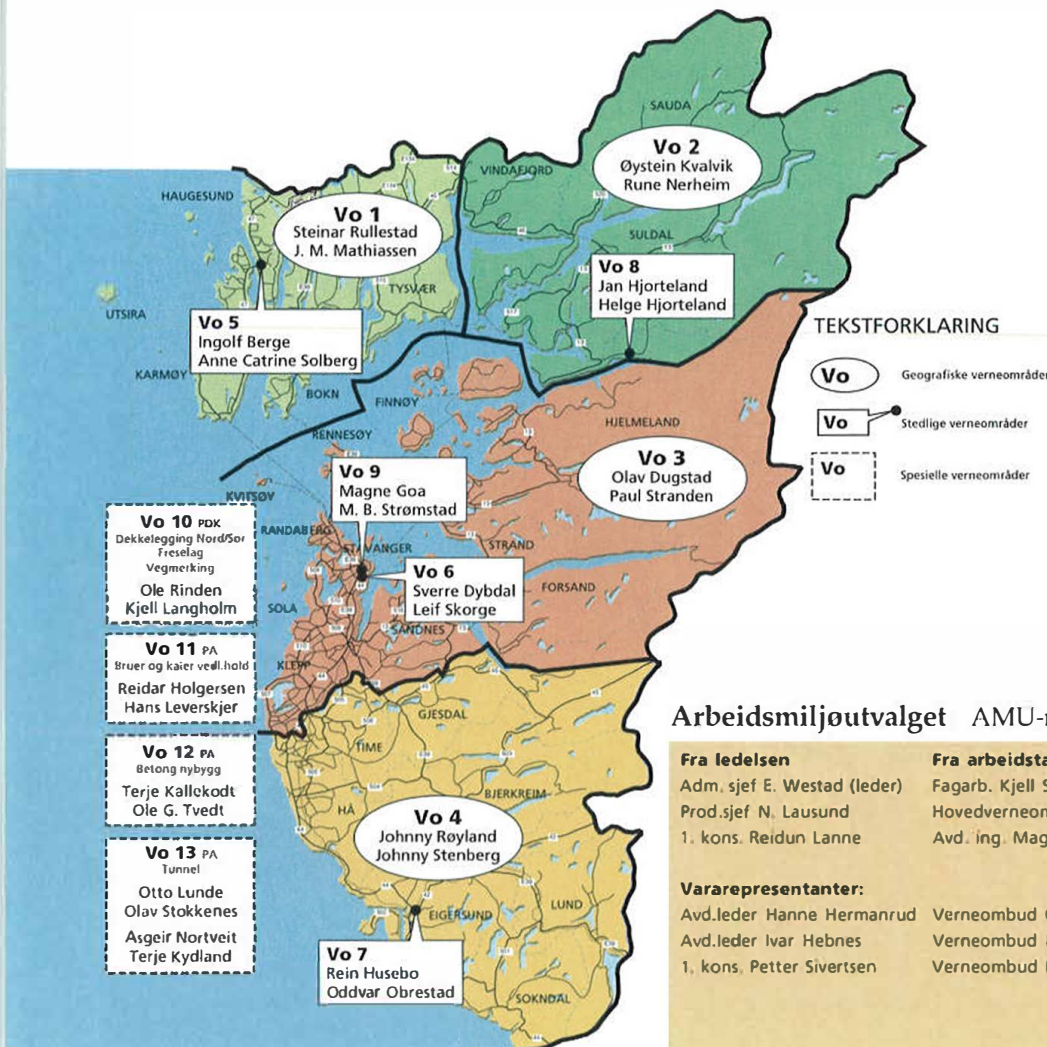 SAUDA
Vo 2
Øystein Kvalvik
Rune Nerheim
VINDAFJORD
HAUGESUND
Vo 1
Steinar Rullestad
J. M. Mathiassen
SULDAL
Vo 8
Jan Hjorteland
Helge Hjorteland
TYSVÆR
UTSIRA
Vo 5
Ingolf Berge
Anne Catrine Solberg
KARMØY
BOKN
FINNØY
RENNESØY
HJELMELAND
TEKSTFORKLARING
Vo Geografiske verneområder
Vo Stedlige verneområder
Vo Spesielle verneområder
Vo 3
Olav Dugstad
Paul Stranden
Vo 9
Magne Goa
M. B. Strømstad
KVITSØY
RANDABERG
STAVANGER
STRAND
Vo 6
Sverre Dybdal
Leif Skorge
FORSAND
SOLA
SANDNES
KLEPP
Vo 10 PDK
Dekkelegging Nord/Sør
Freselag
Vegmerking
Ole Rinden
Kjell Langholm
Vo 11 PA
Bruer og kaier vedl.hold
Reidar Holgersen
Hans Leverskjer
Vo 12 PA
Betong nybygg
Terje Kallekodt
Ole G. Tvedt
Vo 13 PA
Tunnel
Otto Lunde
Olav Stokkenes
Asgeir Nortveit
Terje Kydland
GJESDAL
TIME
HÅ
BJERKREIM
Vo 4
Johnny Røyland
Johnny Stenberg
EIGERSUND
LUND
Vo 7
Rein Husebo
Oddvar Obrestad
SOKNDAL
Arbeidsmiljøutvalget AMU-
Fra ledelsen
Adm. sjef E. Westad (leder)
Prod.sjef N. Lausund
1. kons. Reidun Lanne
Vararepresentanter:
Avd.leder Hanne Hermanrud
Avd.leder Ivar Hebnes
1. kons. Petter Sivertsen
Fra arbeidsta
Fagarb. Kjell S
Hovedverneon
Avd. ing. Mag
Verneombud
Verneombud
Verneombud